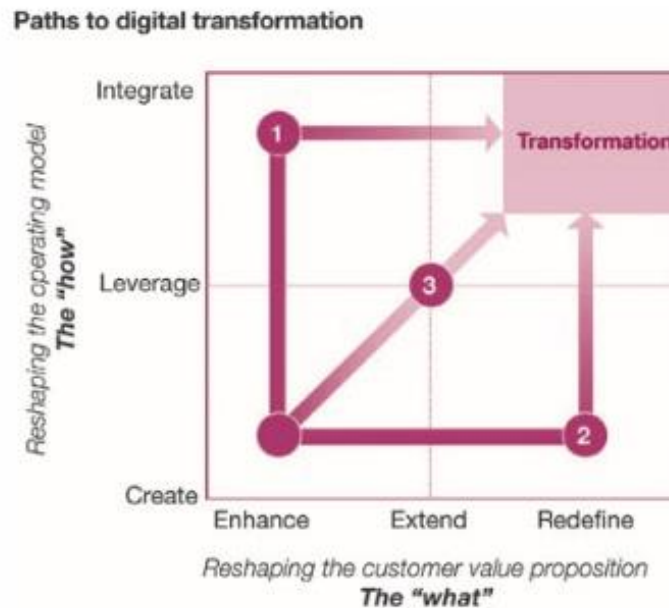 Paths to digital transformation
Integrate
1
Transformation
Reshaping the operating model
The "how"
Leverage
3
2
Create
Enhance
Extend
Redefine
Reshaping the customer value proposition
The "what"